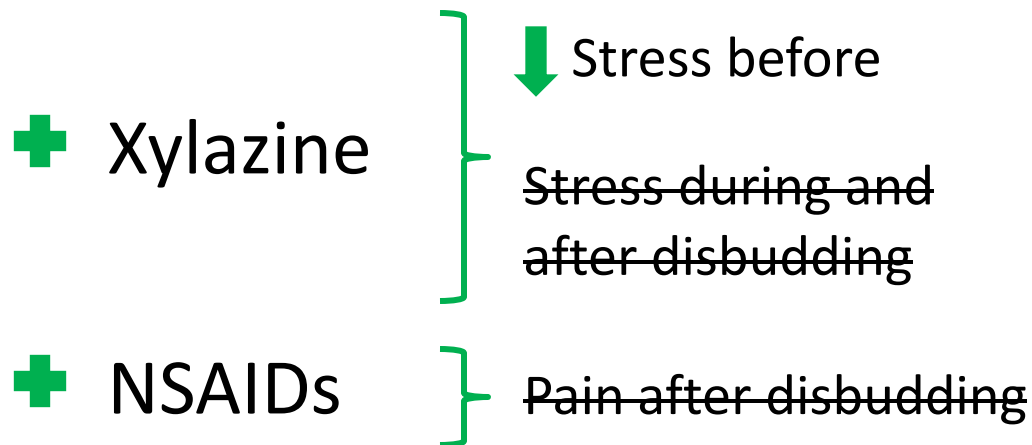 Stress before
Xylazine
Stress during and
after disbudding
NSAIDs
Pain after disbudding